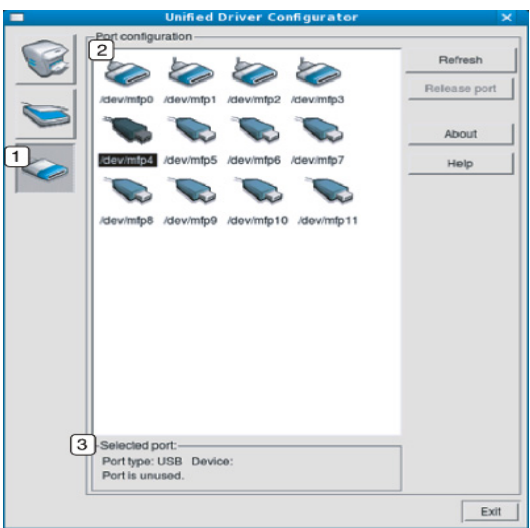 Unified Driver Configurator
Port configuration
2
/dev/mfp0 /dev/mfp1 /dev/mfp2 /dev/mfp3
/dev/mfp4 /dev/mfp5 /dev/mfp6 /dev/mfp7
/dev/mfp8 /dev/mfp9 /dev/mfp10 /dev/mfp11
Refresh
Release port
About
Help
1
3
Selected port:
Port type: USB Device:
Port is unused.
Exit